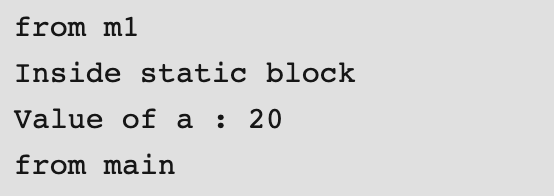 from m1
Inside static block
Value of a : 20
from main